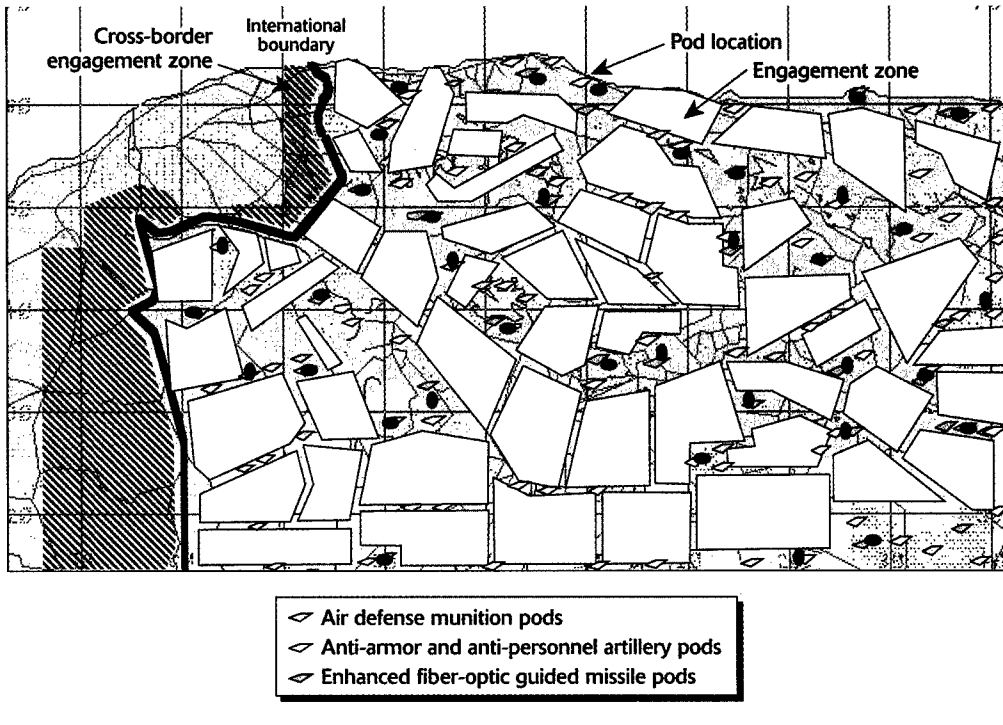 Cross-border
engagement zone
International
boundary
Pod location
Engagement zone
Air defense munition pods
Anti-armor and anti-personnel artillery pods
Enhanced fiber-optic guided missile pods